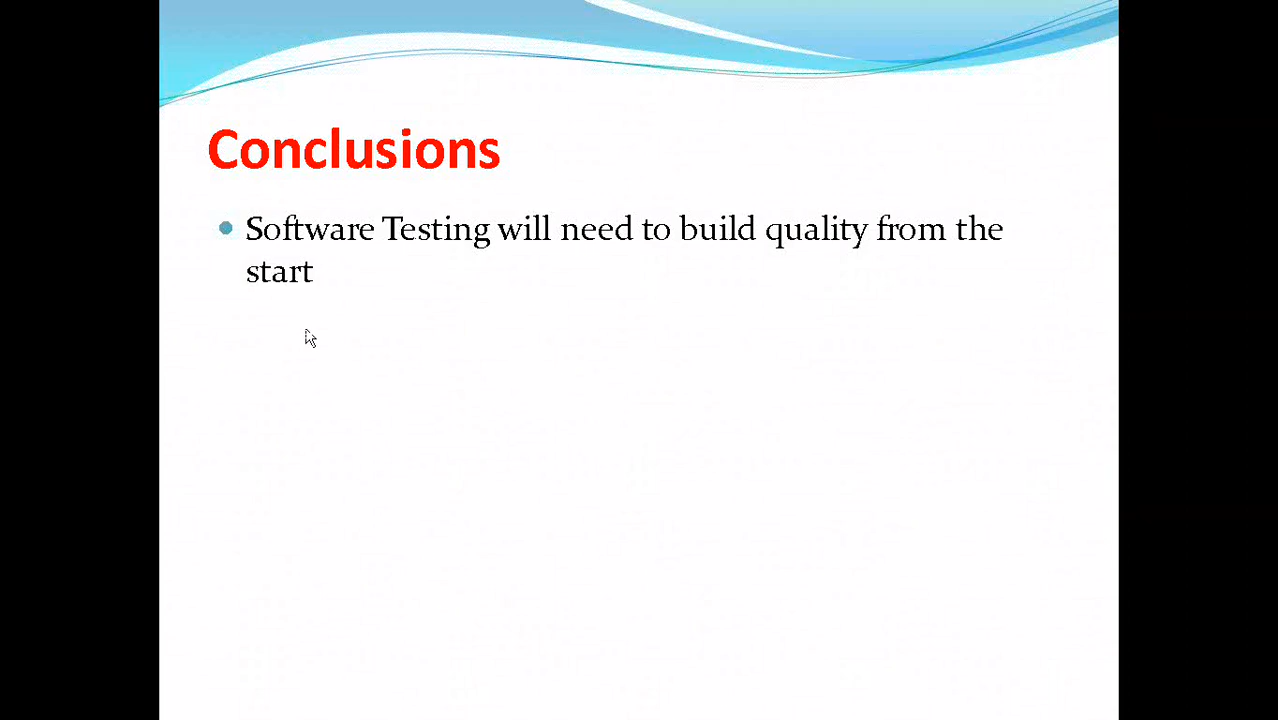 Conclusions
Software Testing will need to build quality from the
start